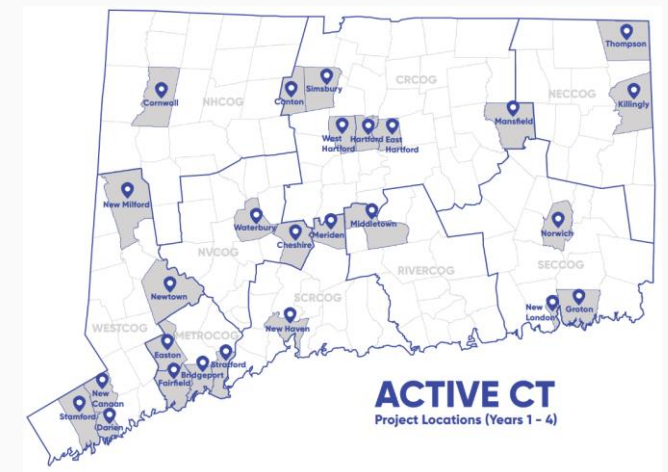 Thompson
CRCOG
Simsbury
Canton
Cornwall
NHCOG
NECCOG
Killingly
Mansfield
West
Hartford
Hartford
East
Hartford
New Milford
Waterbury
Cheshire
Meriden
Middletown
Norwich
NVCOG
RIVERCOG
SECCOG
Newtown
SCRCOG
New Haven
New
London
Groton
WESTCOG
METROCOG
Easton
Stratford
Bridgeport
Fairfield
New
Canaan
Stamford
Darien
ACTIVE CT
Project Locations (Years 1 - 4)